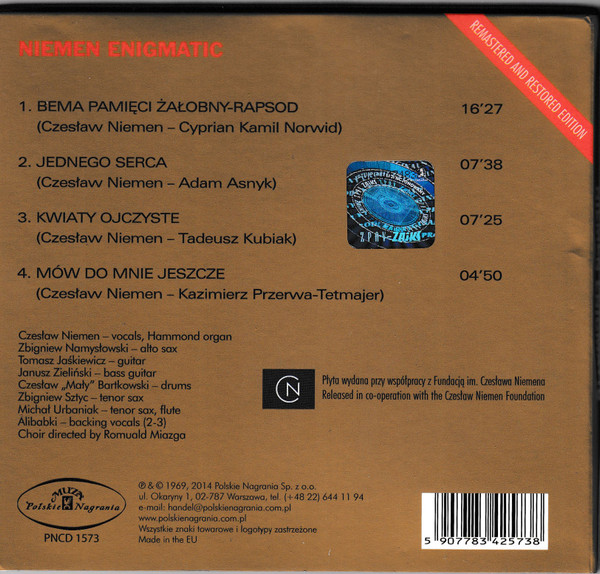 NIEMEN ENIGMATIC
REMASTERED AND RESTORED EDITION
1. BEMA PAMIĘCI ŻAŁOBNY-RAPSOD 16'27
(Czesław Niemen – Cyprian Kamil Norwid)
2. JEDNEGO SERCA 07'38
(Czesław Niemen – Adam Asnyk)
3. KWIATY OJCZYSTE 07'25
(Czesław Niemen – Tadeusz Kubiak)
4. MÓW DO MNIE JESZCZE 04'50
(Czesław Niemen – Kazimierz Przerwa-Tetmajer)
ZPAV-ZAiKS
Czesław Niemen – vocals, Hammond organ
Zbigniew Namysłowski – alto sax
Tomasz Jaśkiewicz – guitar
Janusz Zieliński – bass guitar
Czesław „Mały” Bartkowski – drums
Zbigniew Sztyc – tenor sax
Michał Urbaniak – tenor sax, flute
Alibabki – backing vocals (2-3)
Choir directed by Romuald Miazga
CN
Płyta wydana przy współpracy z Fundacją im. Czesława Niemena
Released in co-operation with the Czesław Niemen Foundation
MUZA
Polskie Nagrania
PNCD 1573
℗ & © 1969, 2014 Polskie Nagrania Sp. z o.o.
ul. Okaryny 1, 02-787 Warszawa, tel. (+48 22) 644 11 94
e-mail: handel@polskienagrania.com.pl
www.polskienagrania.com.pl
Wszystkie znaki towarowe i logotypy zastrzeżone
Made in the EU
5 907783 425738